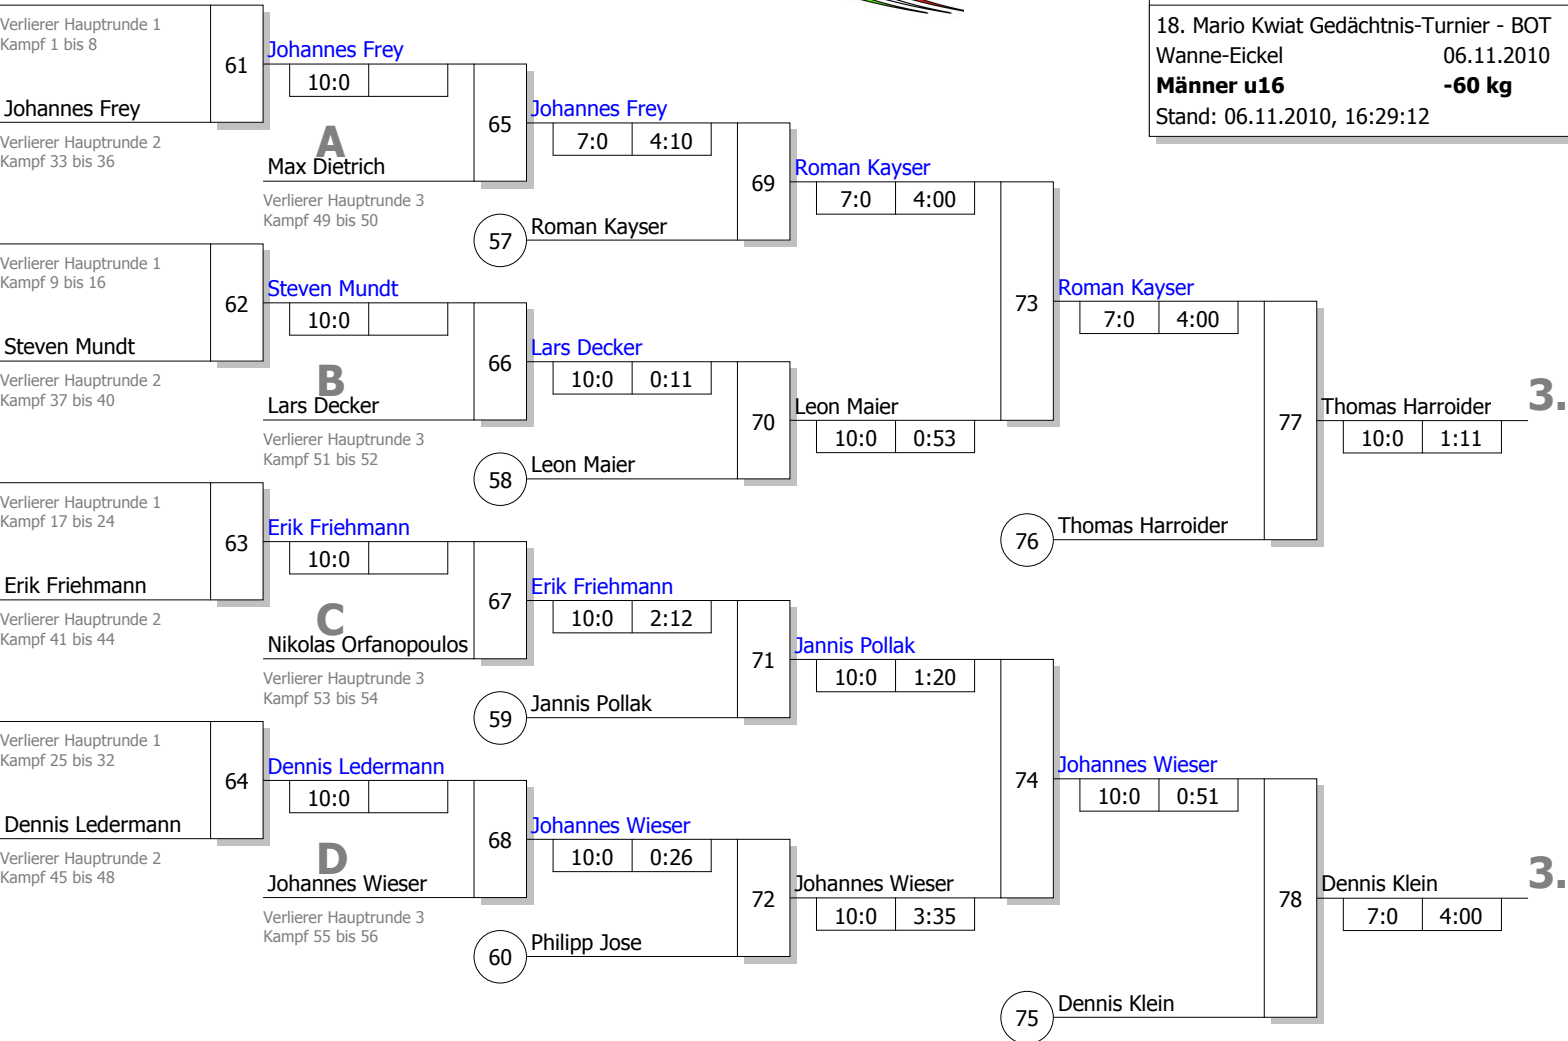 18. Mario Kwiat Gedächtnis-Turnier - BOT
Wanne-Eickel 06.11.2010
Männer u16 -60 kg
Stand: 06.11.2010, 16:29:12
Verlierer Hauptrunde 1
Kampf 1 bis 8
61
Johannes Frey
10:0
Johannes Frey
Verlierer Hauptrunde 2
Kampf 33 bis 36
A
Max Dietrich
Verlierer Hauptrunde 3
Kampf 49 bis 50
65
Johannes Frey
7:0 4:10
57
Roman Kayser
69
Roman Kayser
7:0 4:00
Verlierer Hauptrunde 1
Kampf 9 bis 16
62
Steven Mundt
10:0
Steven Mundt
Verlierer Hauptrunde 2
Kampf 37 bis 40
B
Lars Decker
Verlierer Hauptrunde 3
Kampf 51 bis 52
66
Lars Decker
10:0 0:11
58
Leon Maier
70
Leon Maier
10:0 0:53
73
Roman Kayser
7:0 4:00
76
Thomas Harroider
77
Thomas Harroider
10:0 1:11
3.
Verlierer Hauptrunde 1
Kampf 17 bis 24
63
Erik Friehmann
10:0
Erik Friehmann
Verlierer Hauptrunde 2
Kampf 41 bis 44
C
Nikolas Orfanopoulos
Verlierer Hauptrunde 3
Kampf 53 bis 54
67
Erik Friehmann
10:0 2:12
59
Jannis Pollak
71
Jannis Pollak
10:0 1:20
Verlierer Hauptrunde 1
Kampf 25 bis 32
64
Dennis Ledermann
10:0
Dennis Ledermann
Verlierer Hauptrunde 2
Kampf 45 bis 48
D
Johannes Wieser
Verlierer Hauptrunde 3
Kampf 55 bis 56
68
Johannes Wieser
10:0 0:26
60
Philipp Jose
72
Johannes Wieser
10:0 3:35
74
Johannes Wieser
10:0 0:51
75
Dennis Klein
78
Dennis Klein
7:0 4:00
3.